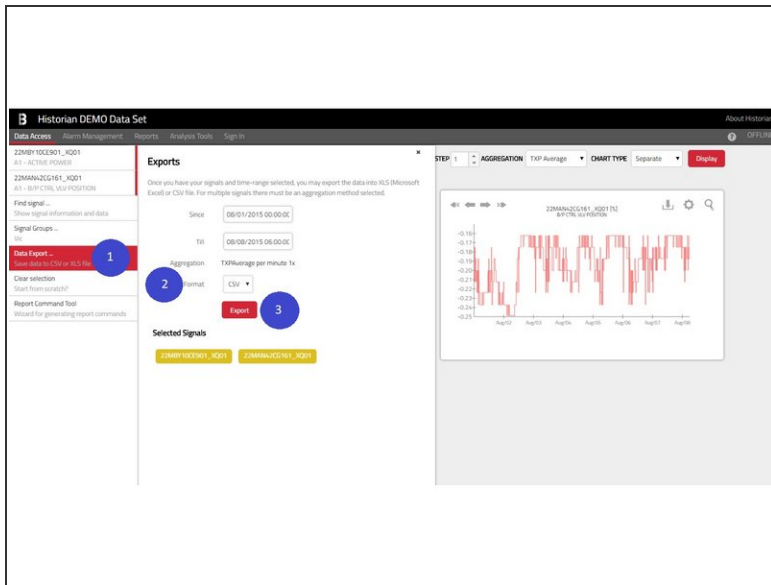 B Historian DEMO Data Set
About Historian
Data Access Alarm Management Reports Analysis Tools Sign In
? OFFLINE
22MBY10CE901_XQ01
A1 - ACTIVE POWER
22MAN42CG161_XQ01
A1 - B/P CTRL VLV POSITION
Find signal ...
Show signal information and data
Signal Groups ...
Data Export ...
Save data to CSV or XLS file
1
Clear selection
Start from scratch?
Report Command Tool
Wizard for generating report commands
Exports
×
Once you have your signals and time-range selected, you may export the data into XLS (Microsoft
Excel) or CSV file. For multiple signals there must be an aggregation method selected.
Since 08/01/2015 00:00:00
Till 08/08/2015 06:00:00
Aggregation TXPAverage per minute 1x
2 Format CSV
Export 3
Selected Signals
22MBY10CE901_XQ01 22MAN42CG161_XQ01
STEP 1 AGGREGATION TXP Average CHART TYPE Separate Display
22MAN42CG161_XQ01 [%]
B/P CTRL VLV POSITION
-0.16
-0.17
-0.18
-0.19
-0.20
-0.21
-0.22
-0.23
-0.24
-0.25
Aug/02 Aug/03 Aug/04 Aug/05 Aug/06 Aug/07 Aug/08